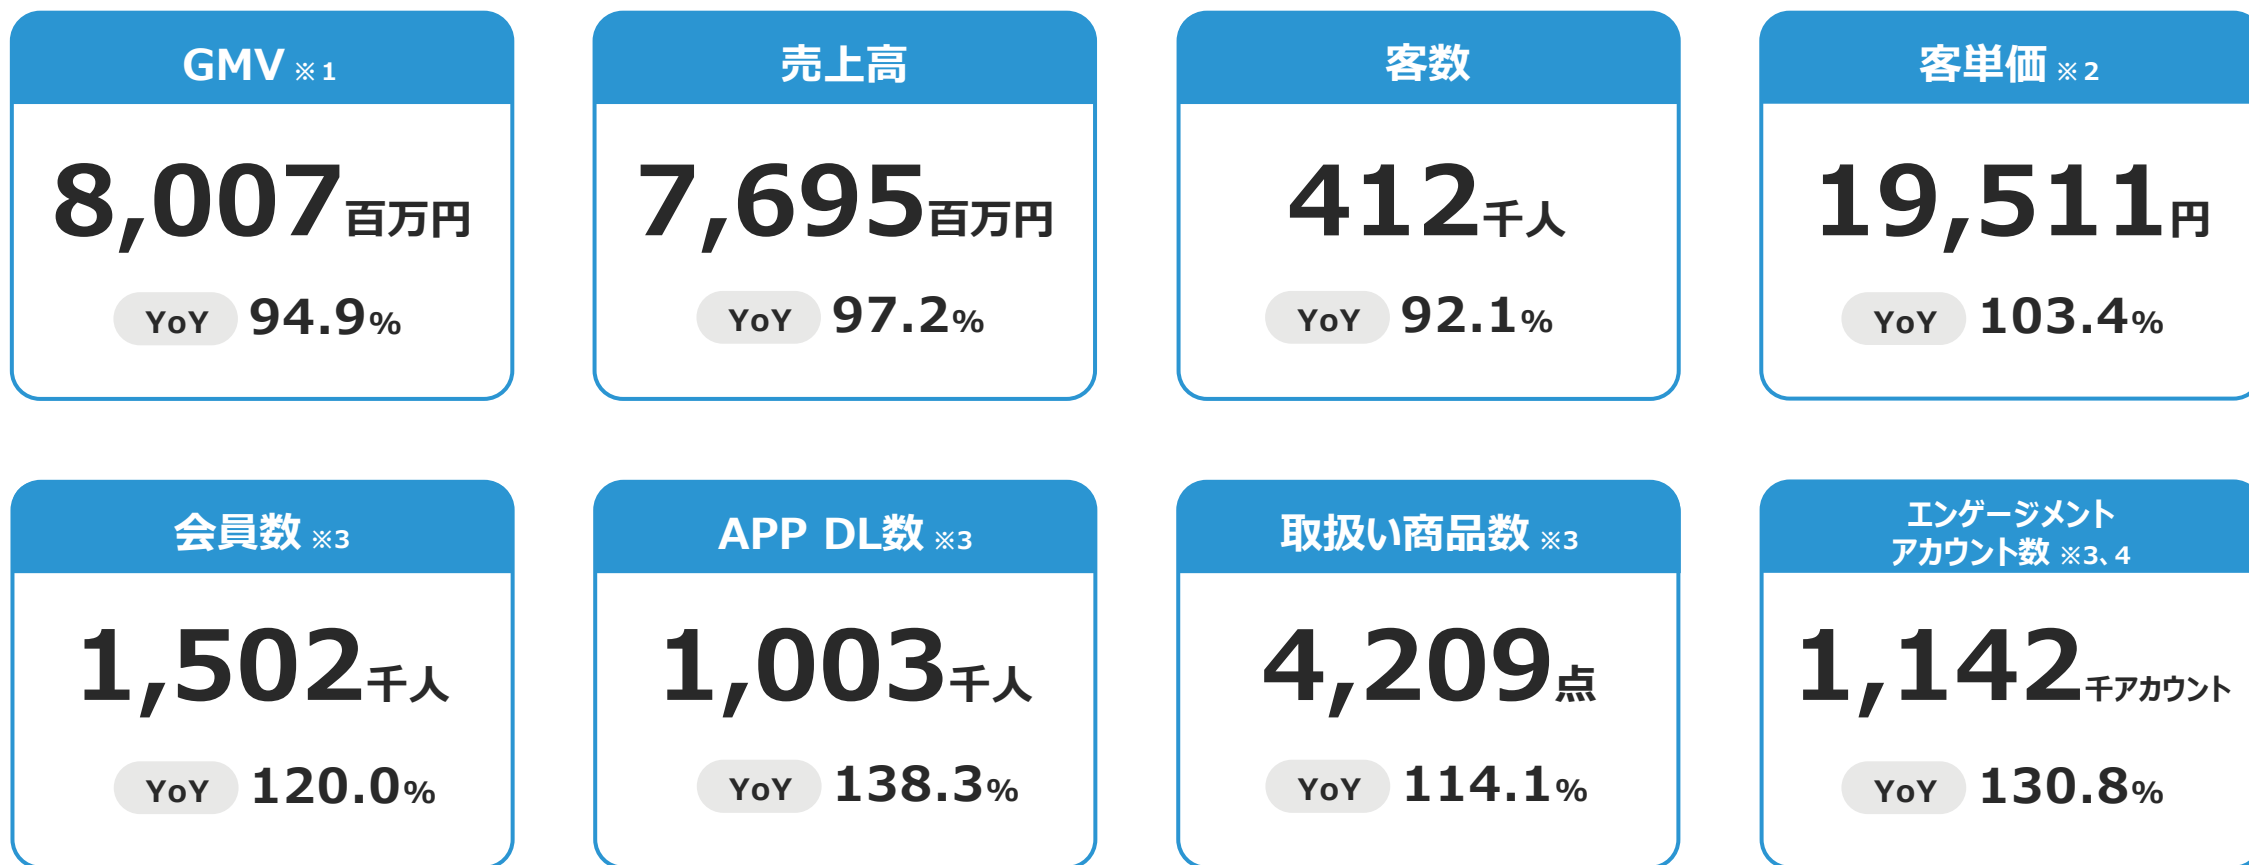 GMV ※1
8,007百万円
YoY 94.9%
売上高
7,695百万円
YoY 97.2%
客数
412千人
YoY 92.1%
客単価 ※2
19,511円
YoY 103.4%
会員数 ※3
1,502千人
YoY 120.0%
APP DL数 ※3
1,003千人
YoY 138.3%
取扱い商品数 ※3
4,209点
YoY 114.1%
エンゲージメント
アカウント数 ※3、4
1,142千アカウント
YoY 130.8%